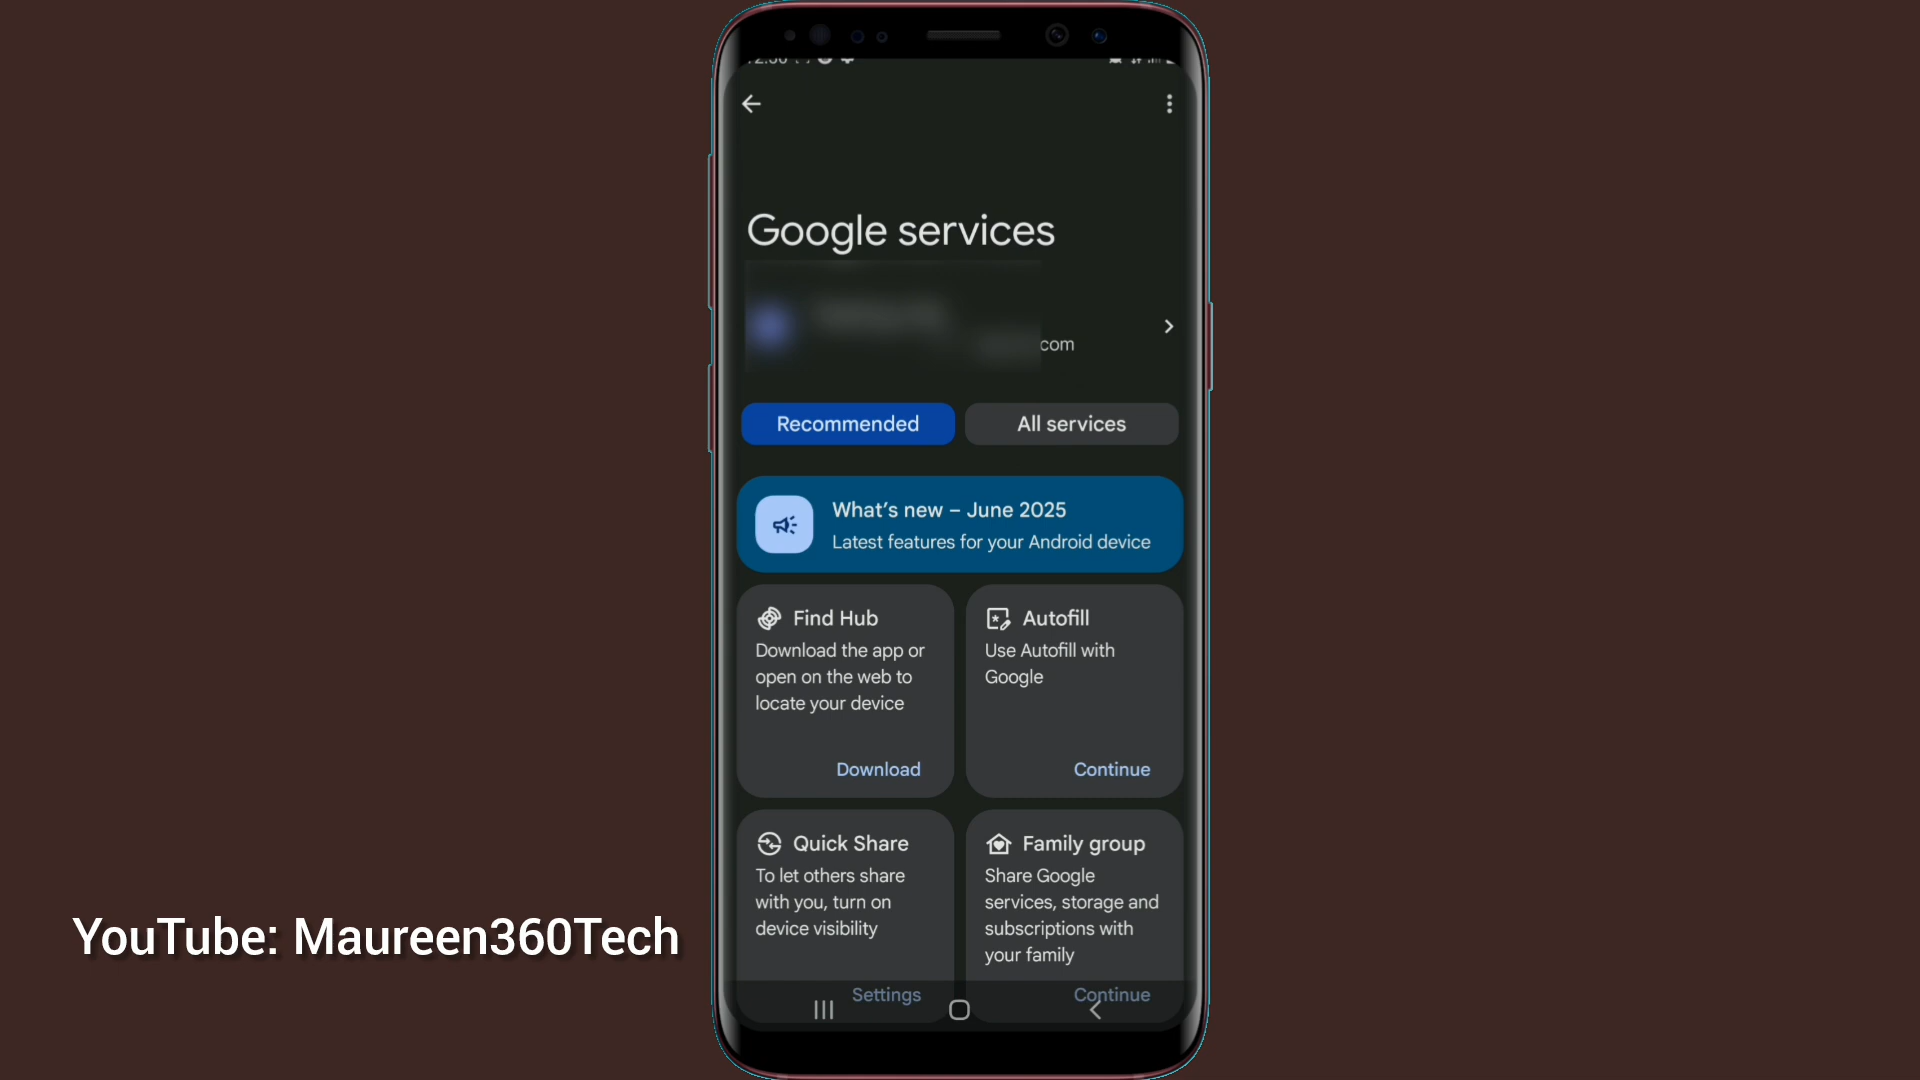 Google services
com
Recommended
All services
What's new – June 2025
Latest features for your Android device
Find Hub
Download the app or
open on the web to
locate your device
Download
Autofill
Use Autofill with
Google
Continue
Quick Share
To let others share
with you, turn on
device visibility
Settings
Family group
Share Google
services, storage and
subscriptions with
your family
Continue
YouTube: Maureen360Tech